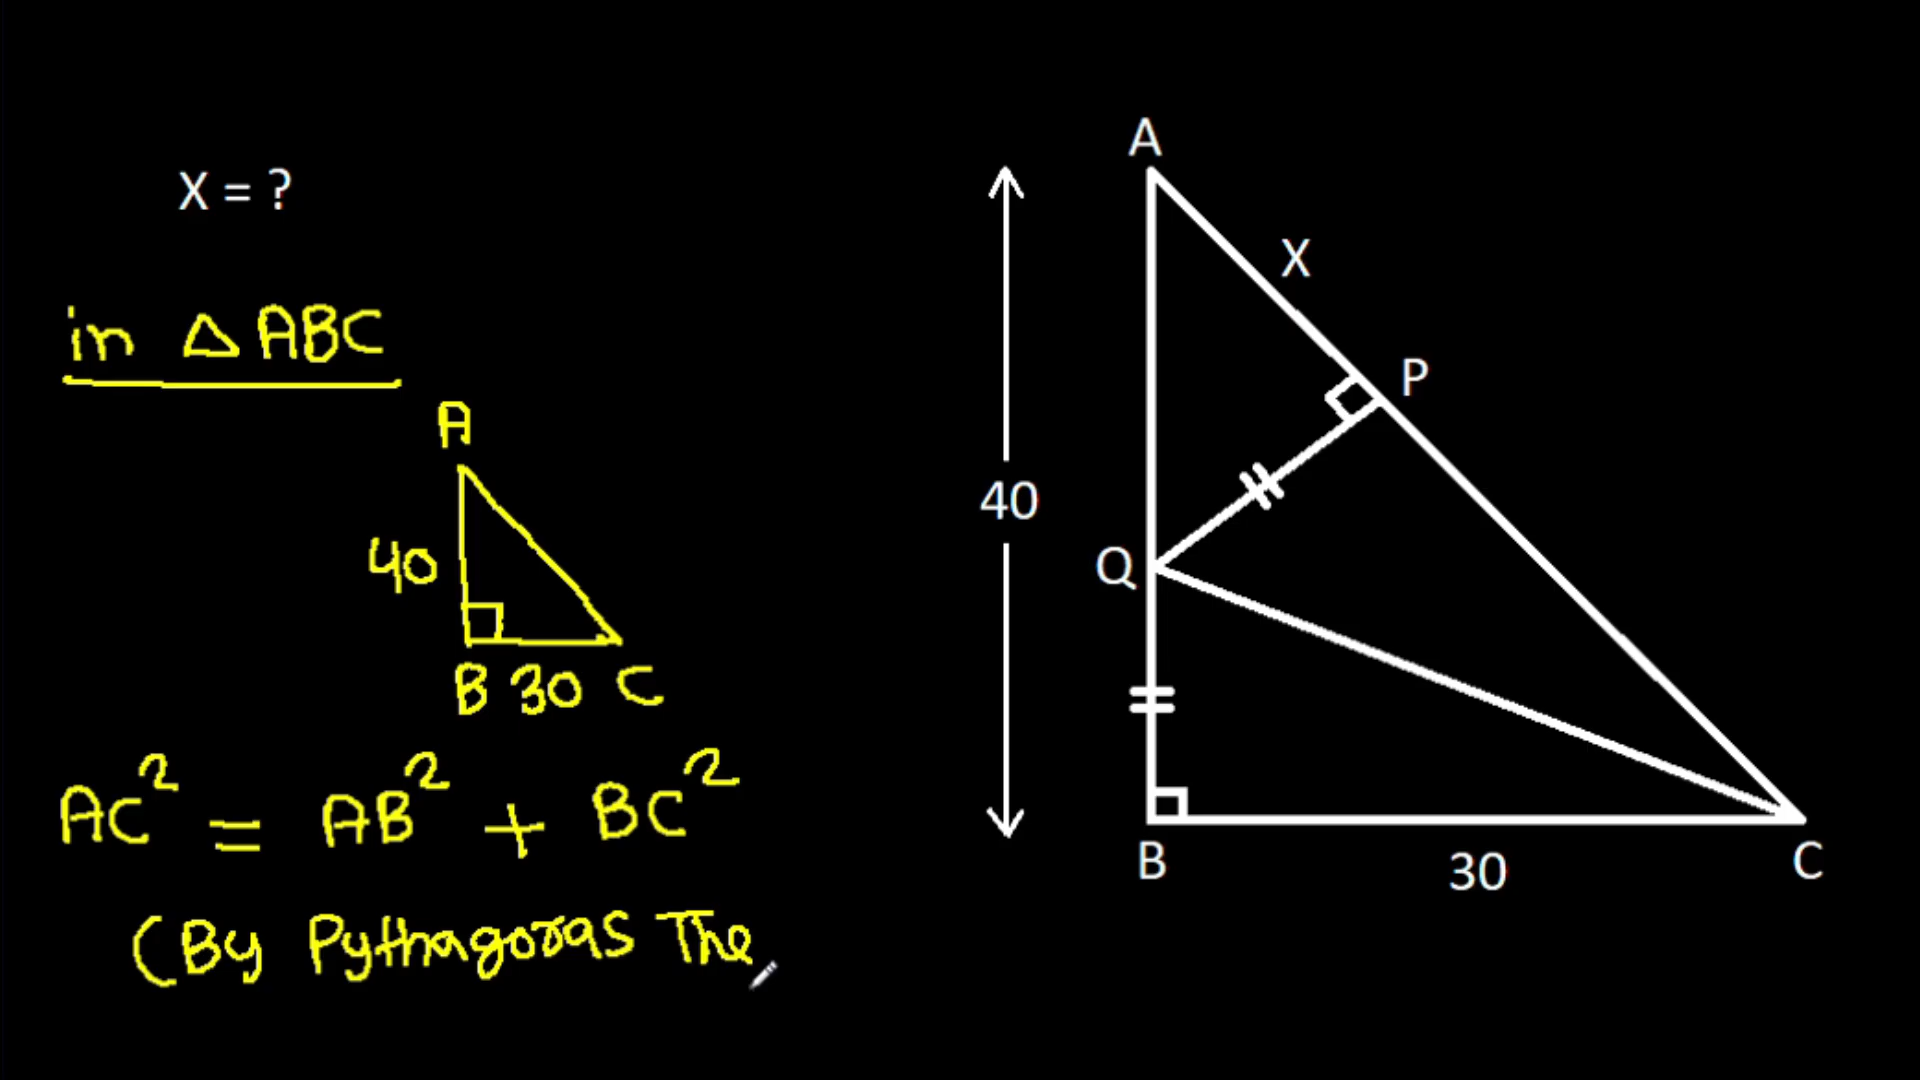 X = ?
in △ ABC
A
40
B 30 C
AC² = AB² + BC²
(By Pythagoras The
A
X
P
40
Q
B
30
C